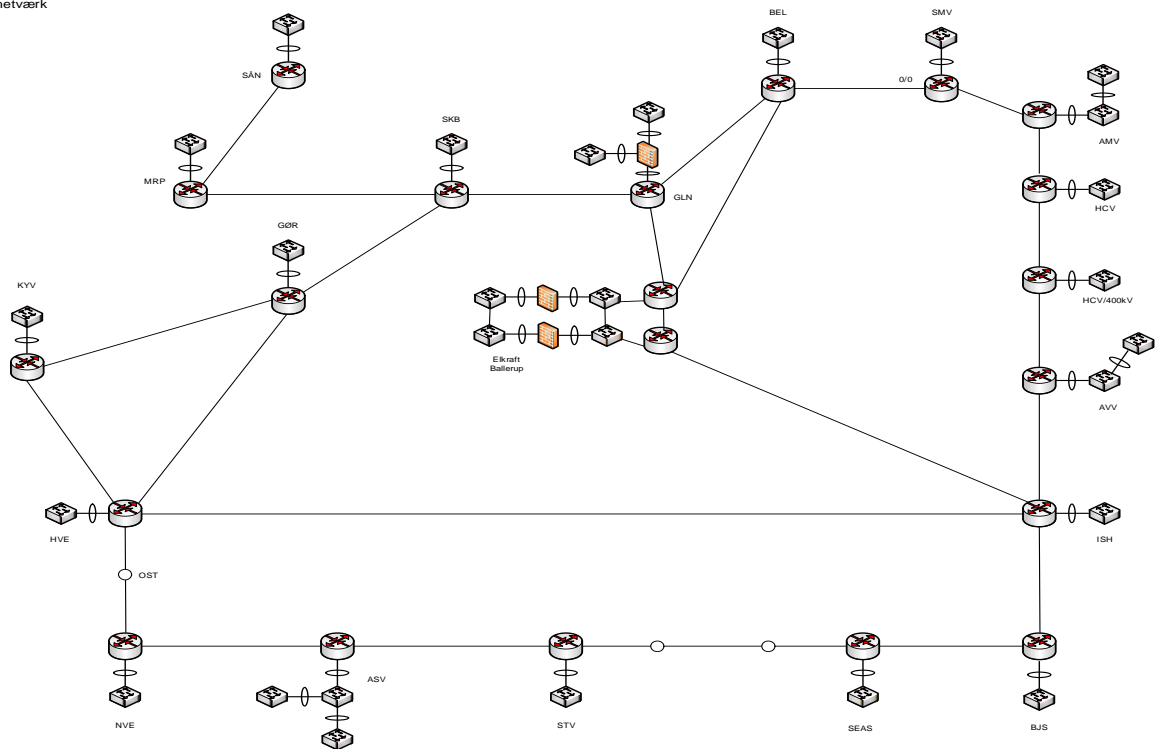 netværk
BEL
SMV
SÅN
0/0
SKB
AMV
MRP
GLN
HCV
GØR
KYV
HCV/400kV
Elkraft
Ballerup
AVV
HVE
ISH
OST
ASV
NVE
STV
SEAS
BJS